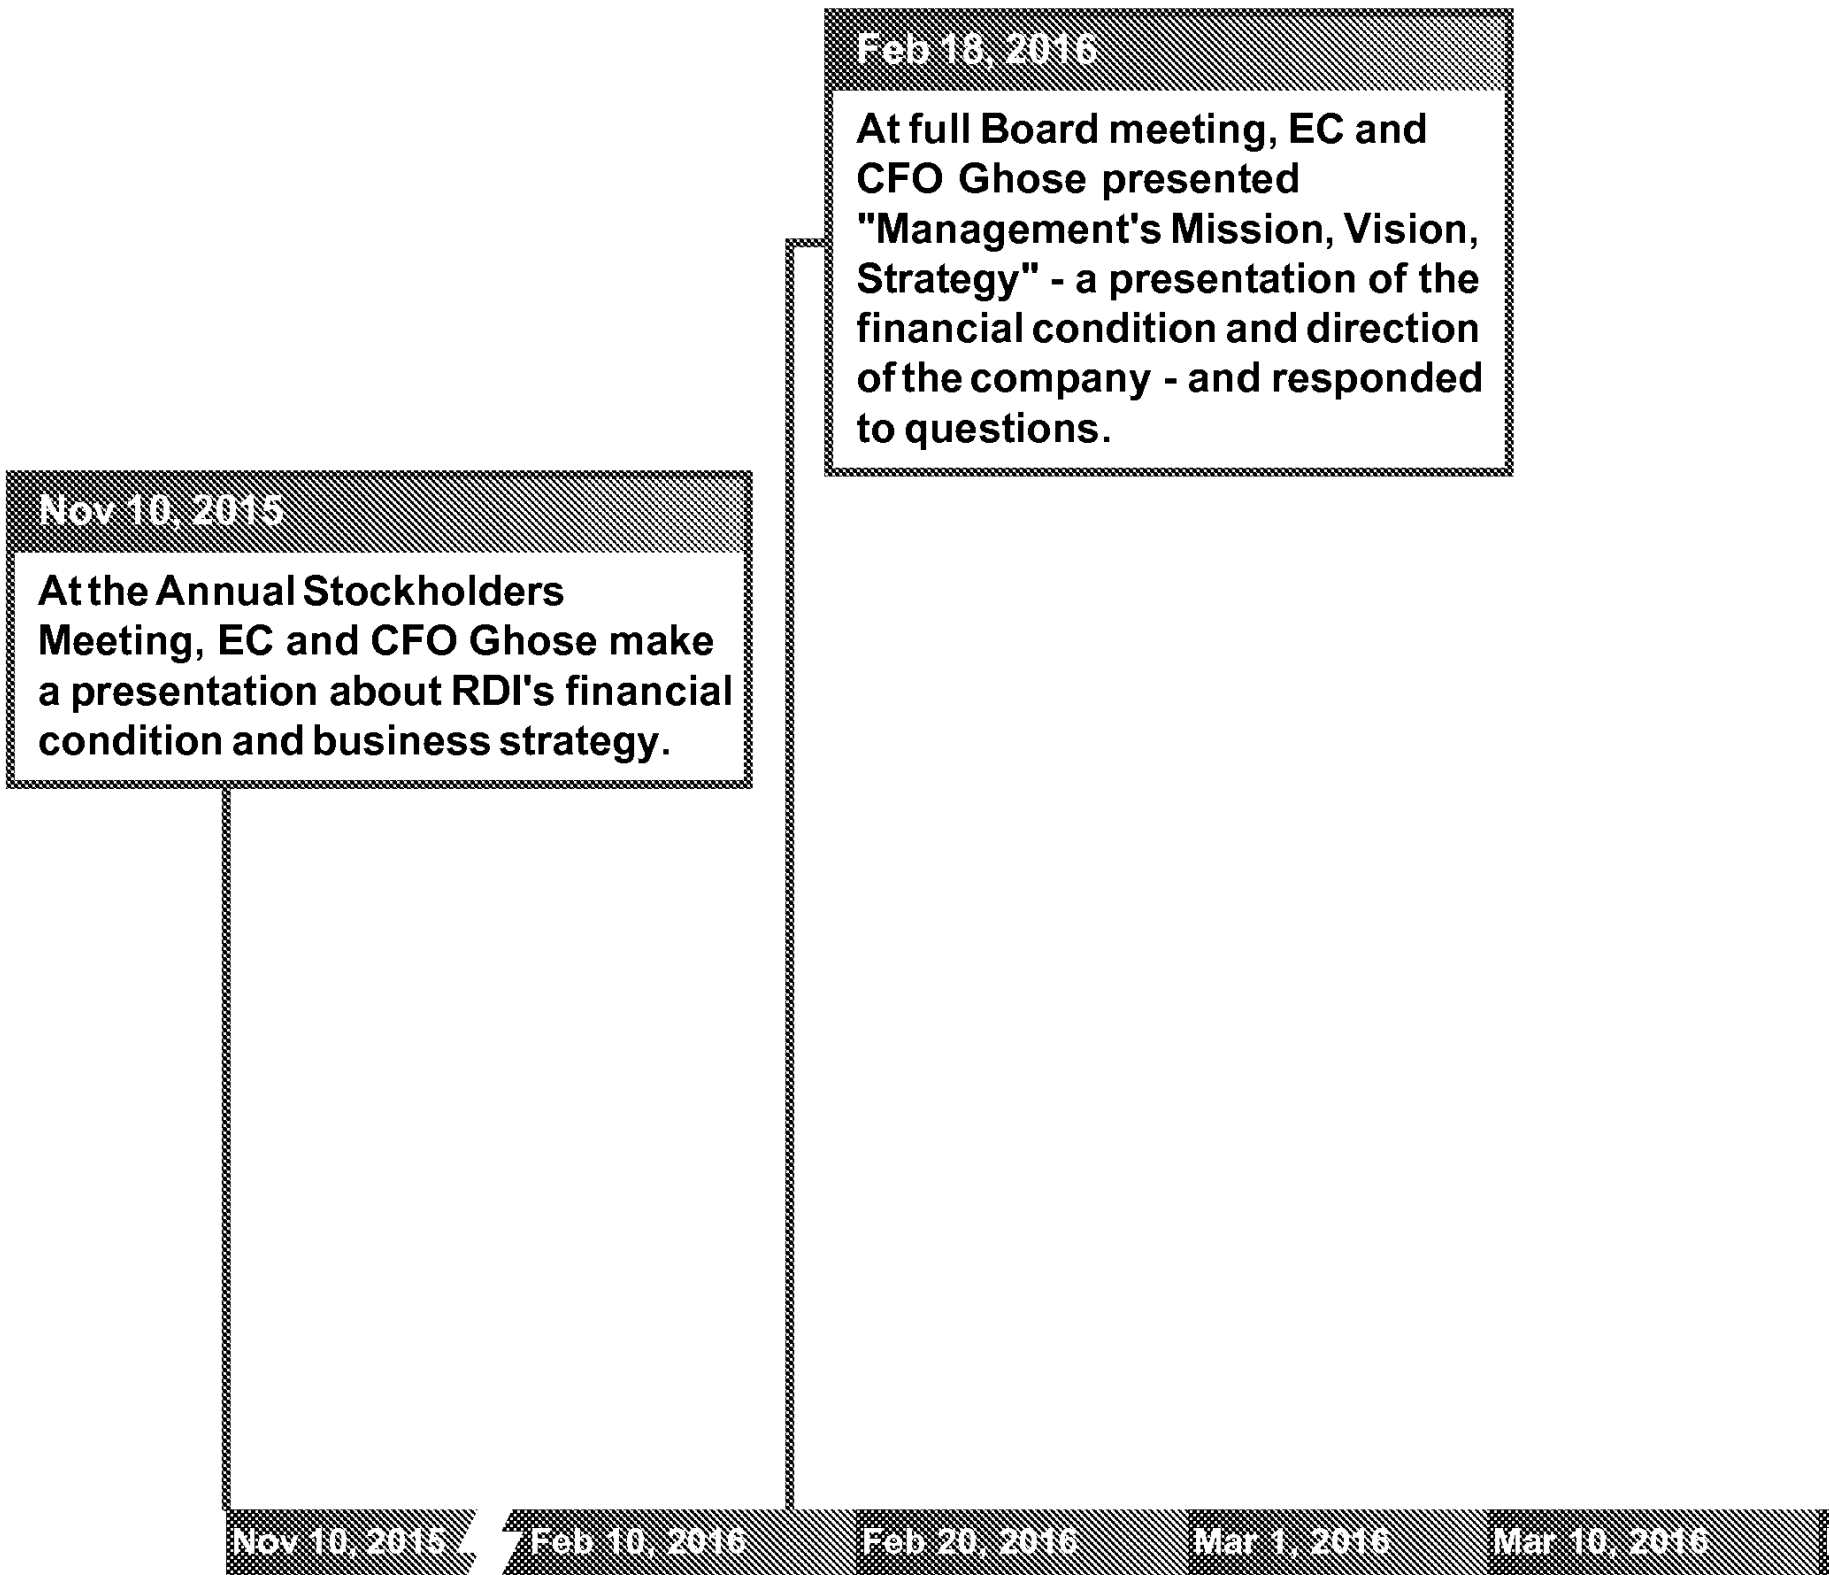 Feb 18, 2016
At full Board meeting, EC and
CFO Ghose presented
"Management's Mission, Vision,
Strategy" - a presentation of the
financial condition and direction
of the company - and responded
to questions.
Nov 10, 2015
At the Annual Stockholders
Meeting, EC and CFO Ghose make
a presentation about RDI's financial
condition and business strategy.
Nov 10, 2015 Feb 10, 2016 Feb 20, 2016 Mar 1, 2016 Mar 10, 2016